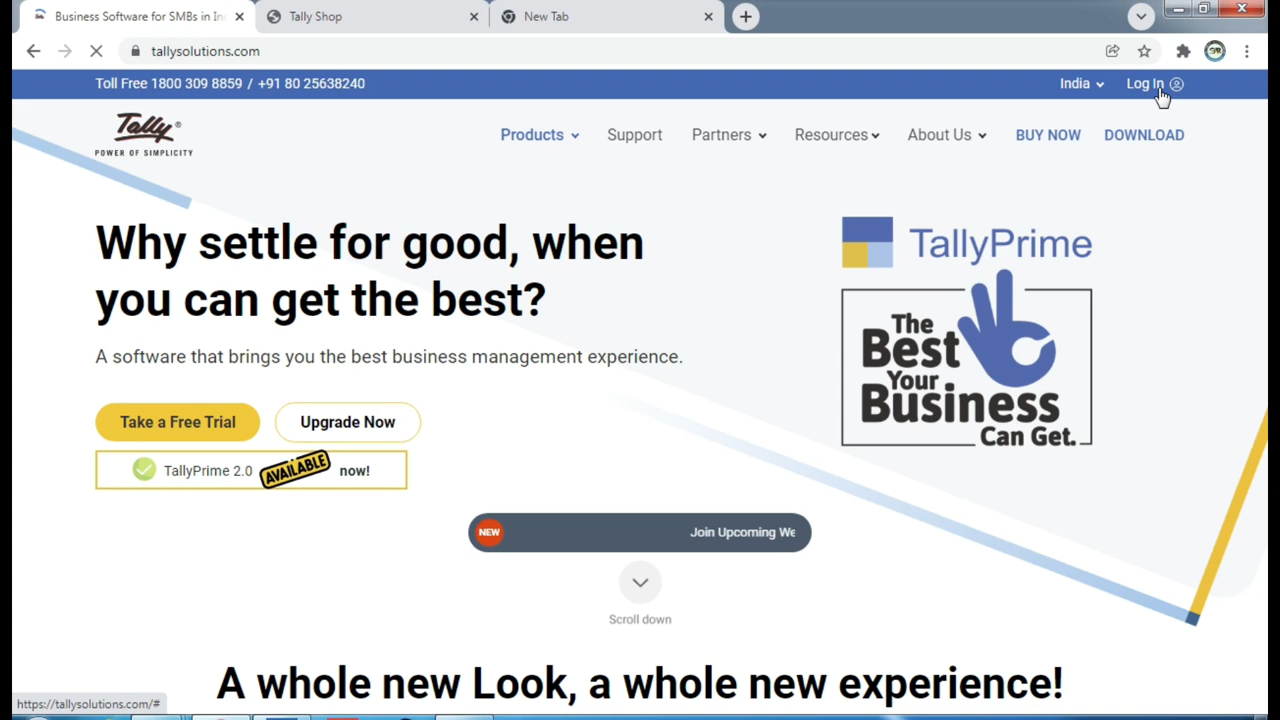 Business Software for SMBs in In
Tally Shop
New Tab
tallysolutions.com
Toll Free 1800 309 8859 / +91 80 25638240
India
Log In
Tally®
POWER OF SIMPLICITY
Products
Support
Partners
Resources
About Us
BUY NOW
DOWNLOAD
Why settle for good, when
you can get the best?
A software that brings you the best business management experience.
Take a Free Trial
Upgrade Now
TallyPrime 2.0 AVAILABLE now!
TallyPrime
The
Best
Your
Business
Can Get.
NEW
Join Upcoming We
Scroll down
A whole new Look, a whole new experience!
https://tallysolutions.com/#